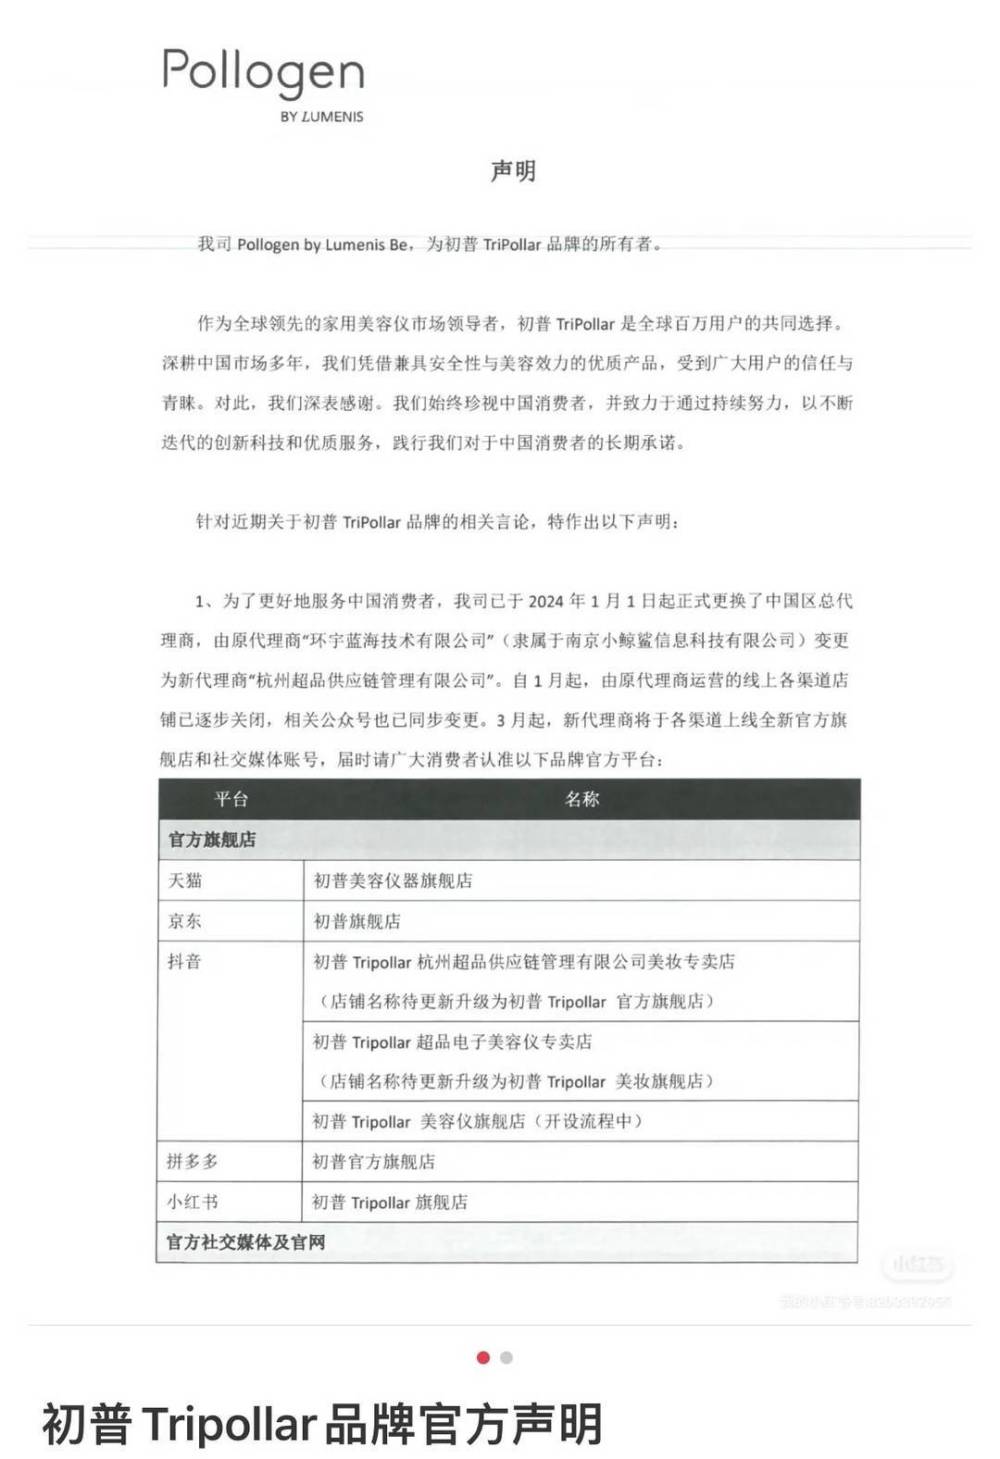 Pollogen
BY LUMENIS
声明
我司 Pollogen by Lumenis Be，为初普 TriPollar 品牌的所有者。
作为全球领先的家用美容仪市场领导者，初普 TriPollar 是全球百万用户的共同选择。
深耕中国市场多年，我们凭借兼具安全性与美容效力的优质产品，受到广大用户的信任与
青睐。对此，我们深表感谢。我们始终珍视中国消费者，并致力于通过持续努力，以不断
迭代的创新科技和优质服务，践行我们对于中国消费者的长期承诺。
针对近期关于初普 TriPollar 品牌的相关言论，特作出以下声明：
1、为了更好地服务中国消费者，我司已于 2024 年 1 月 1 日起正式更换了中国区总代
理商，由原代理商“环宇蓝海技术有限公司”（隶属于南京小鲸鲨信息科技有限公司）变更
为新代理商“杭州超品供应链管理有限公司”。自 1 月起，由原代理商运营的线上各渠道店
铺已逐步关闭，相关公众号也已同步变更。3 月起，新代理商将于各渠道上线全新官方旗
舰店和社交媒体账号，届时请广大消费者认准以下品牌官方平台：
平台 名称
官方旗舰店
天猫 初普美容仪器旗舰店
京东 初普旗舰店
抖音 初普 Tripollar 杭州超品供应链管理有限公司美妆专卖店
（店铺名称待更新升级为初普 Tripollar 官方旗舰店）
初普 Tripollar 超品电子美容仪专卖店
（店铺名称待更新升级为初普 Tripollar 美妆旗舰店）
初普 Tripollar 美容仪旗舰店（开设流程中）
拼多多 初普官方旗舰店
小红书 初普 Tripollar 旗舰店
官方社交媒体及官网
小红书
初普Tripollar品牌官方声明